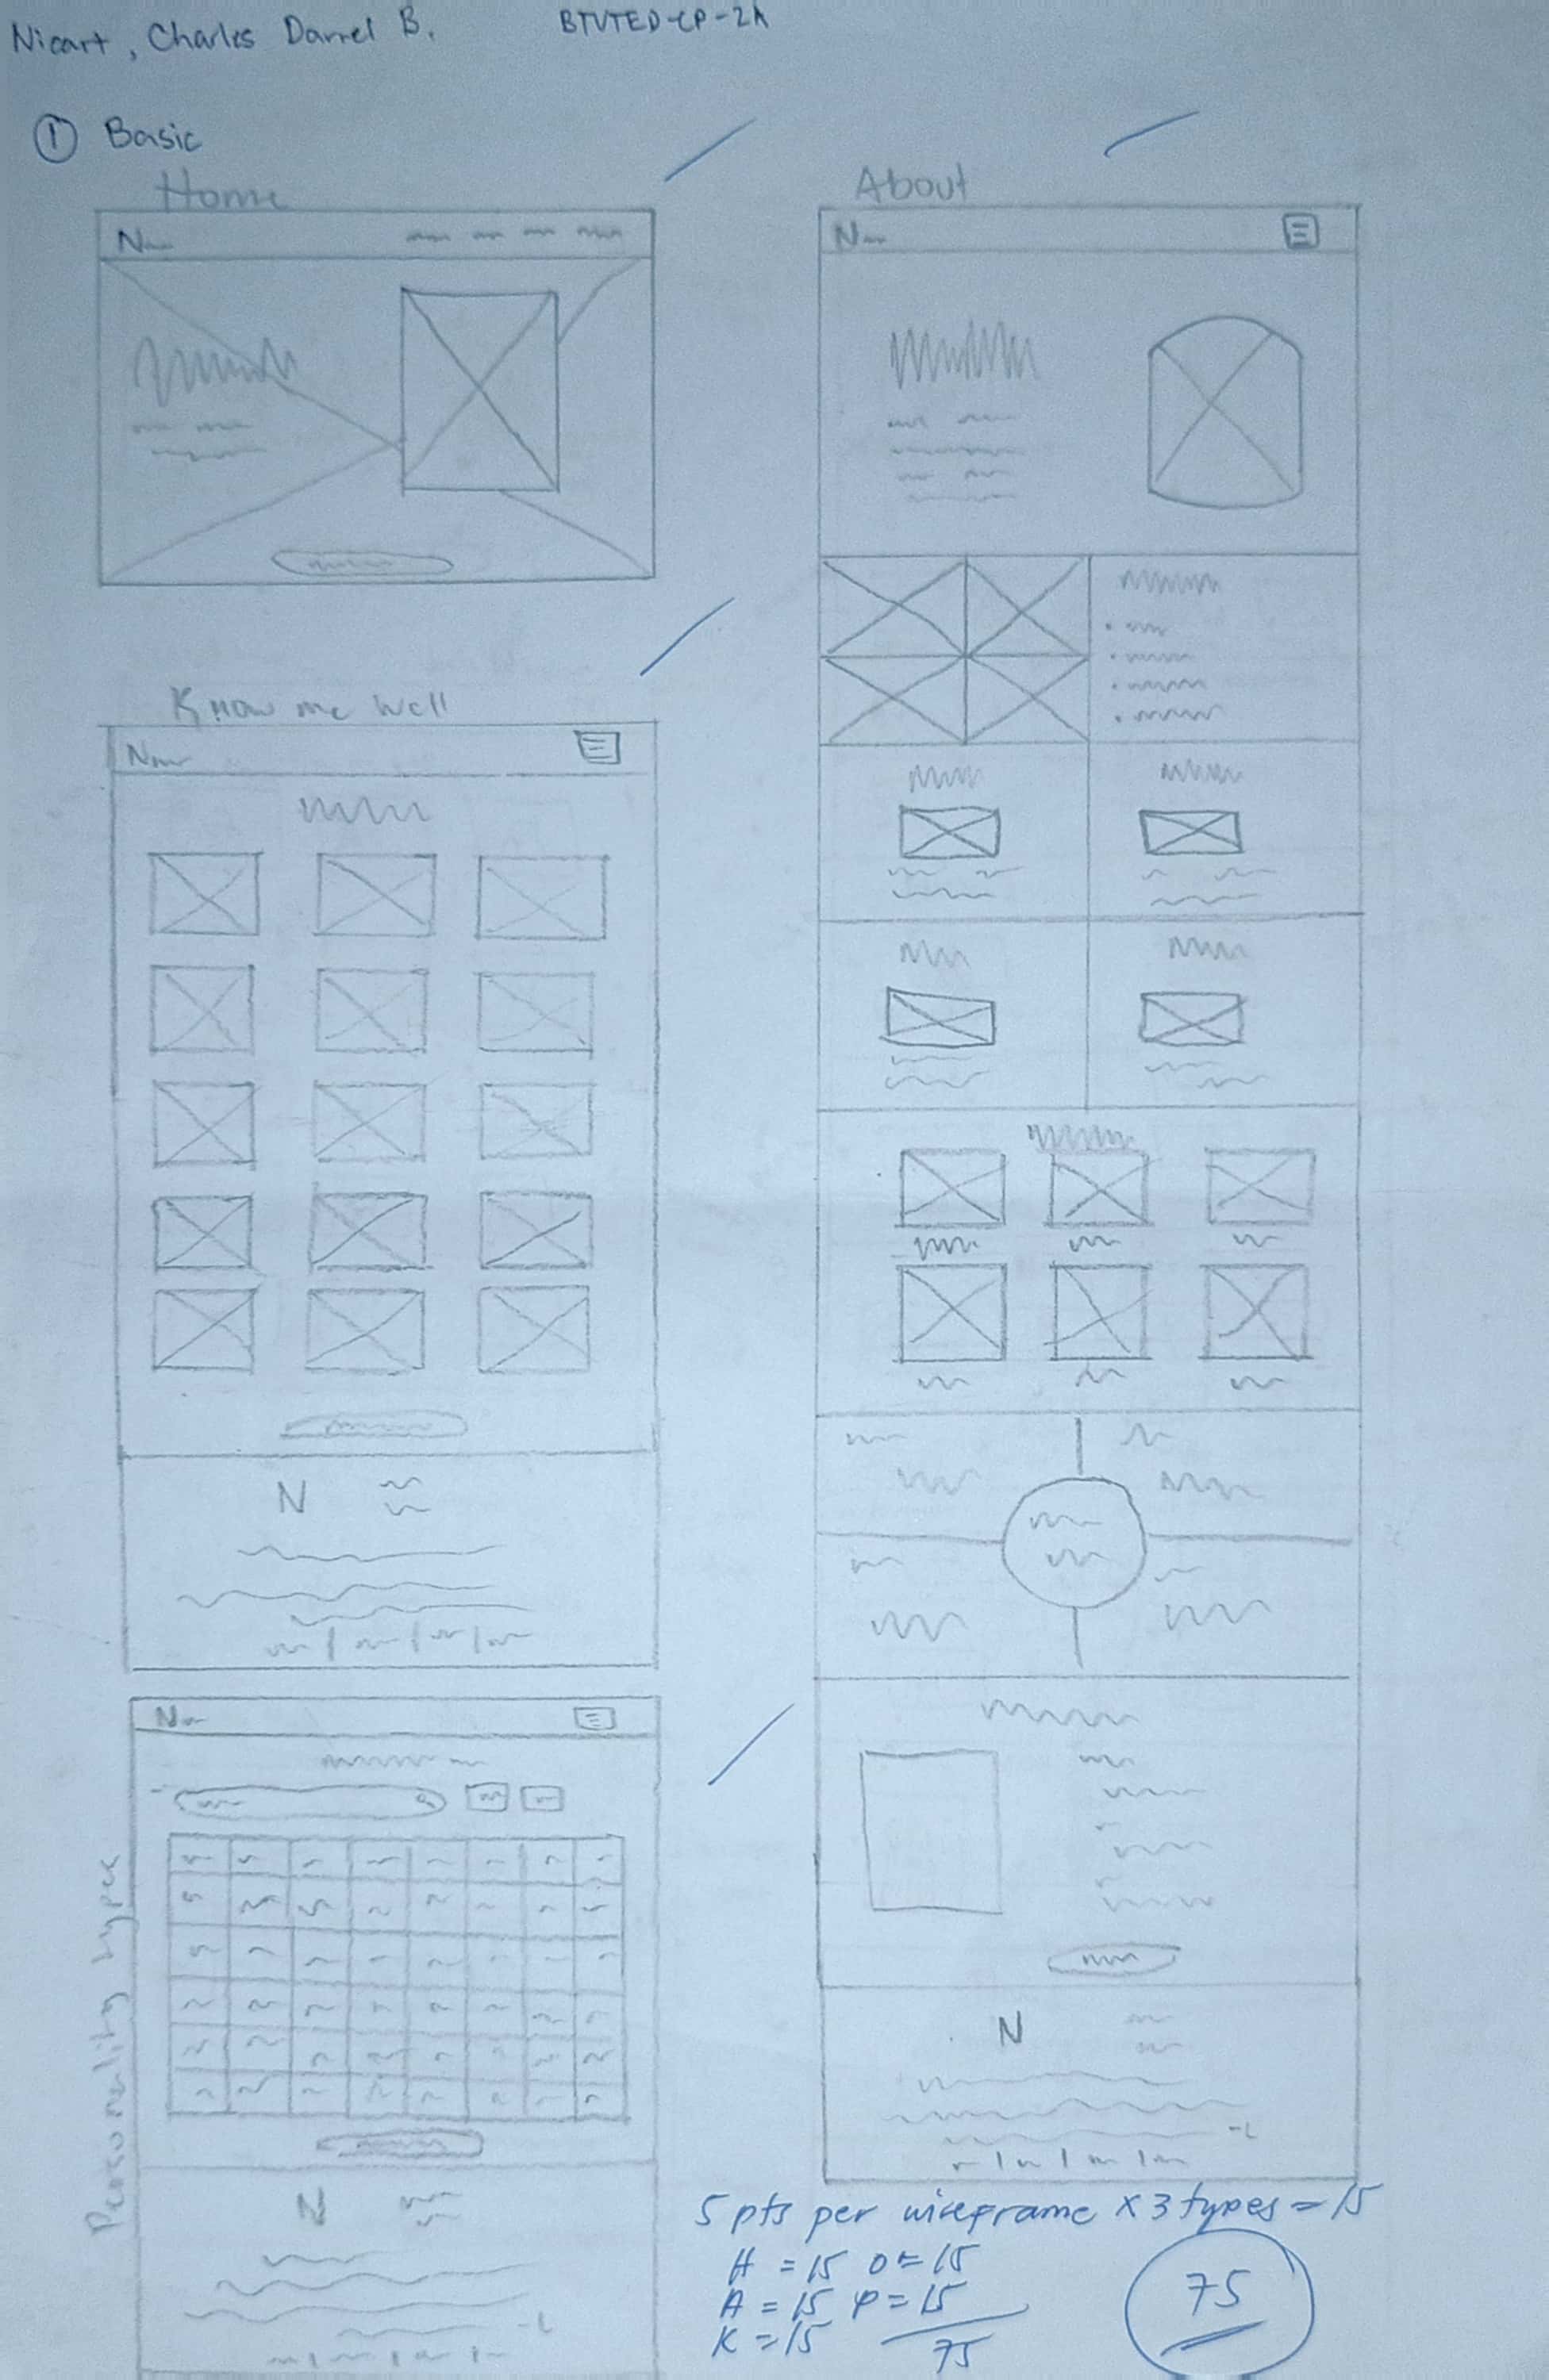 Nicart, Charles Darrel B. BTVTED-CP-2A
① Basic
Home
N
About
N
Know me well
N
N
Personality types
N
N
N
5 pts per wireframe x 3 types = 15
H = 15 O = 15
A = 15 P = 15
K = 15 75
75